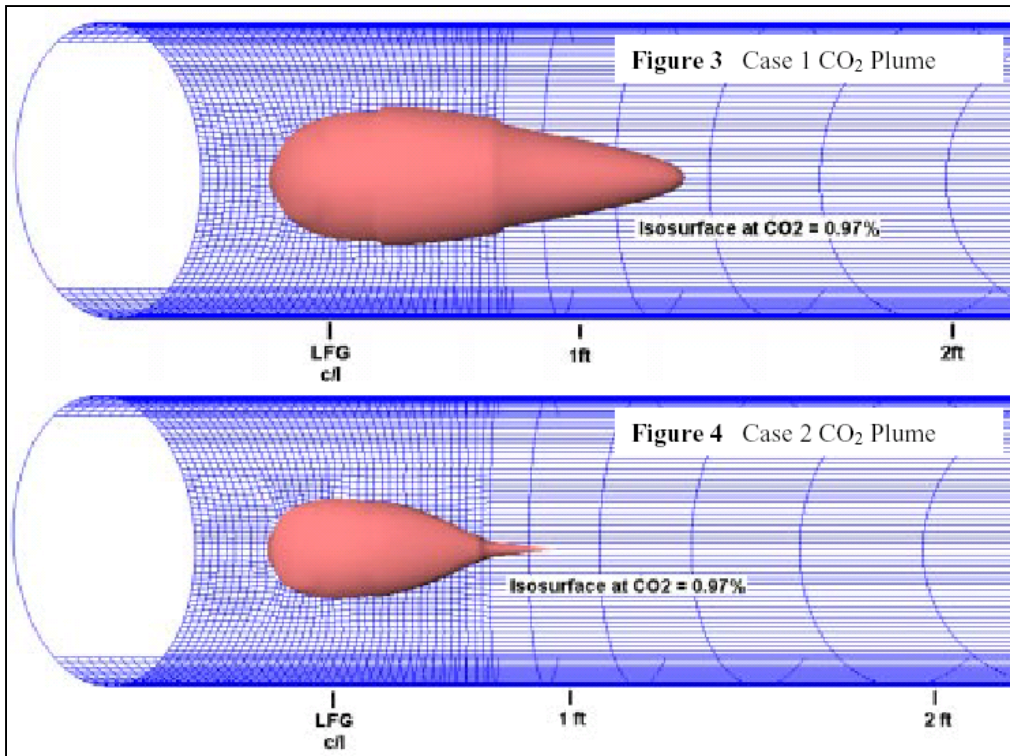 Figure 3 Case 1 CO₂ Plume
Isosurface at CO2 = 0.97%
LFG
c/l
1ft
2ft
Figure 4 Case 2 CO₂ Plume
Isosurface at CO2 = 0.97%
LFG
c/l
1 ft
2 ft